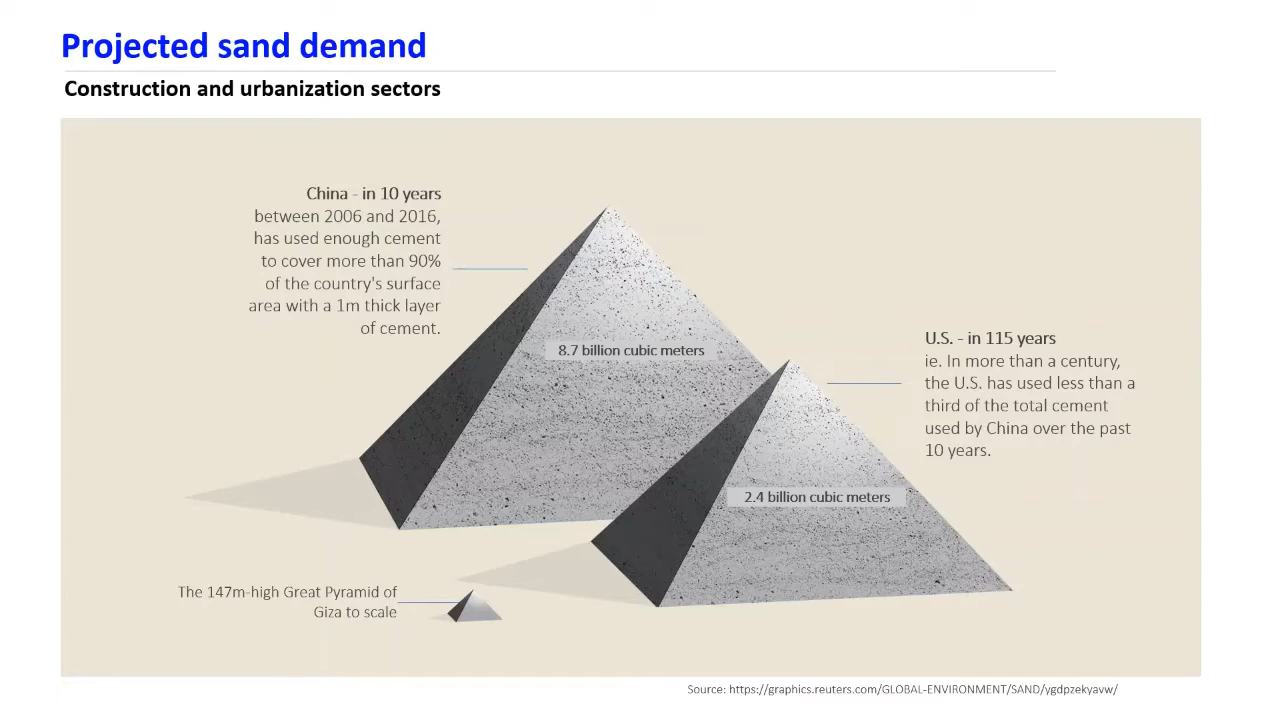 Projected sand demand
Construction and urbanization sectors
China - in 10 years
between 2006 and 2016,
has used enough cement
to cover more than 90%
of the country's surface
area with a 1m thick layer
of cement.
8.7 billion cubic meters
U.S. - in 115 years
ie. In more than a century,
the U.S. has used less than a
third of the total cement
used by China over the past
10 years.
2.4 billion cubic meters
The 147m-high Great Pyramid of
Giza to scale
Source: https://graphics.reuters.com/GLOBAL-ENVIRONMENT/SAND/ygdpzekyavw/